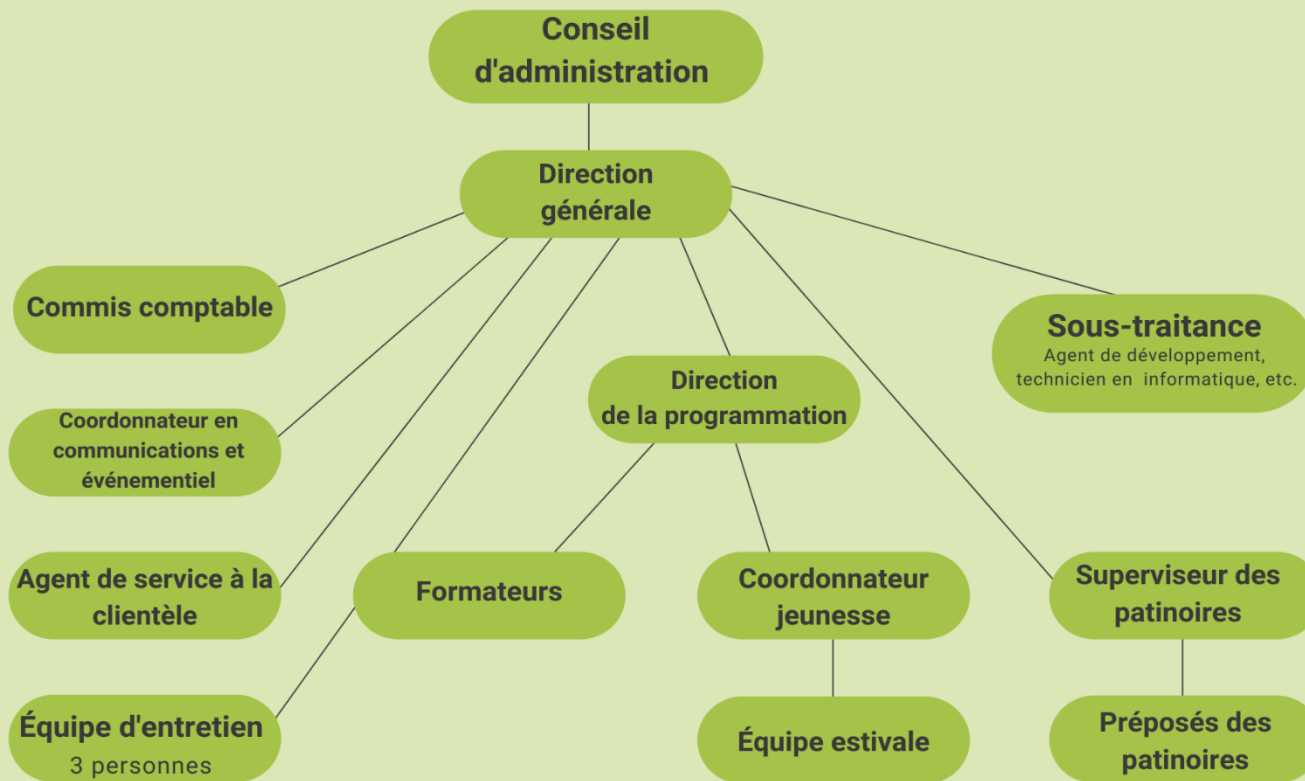 Conseil
d'administration
Direction
générale
Commis comptable
Sous-traitance
Agent de développement,
technicien en informatique, etc.
Direction
de la programmation
Coordonnateur en
communications et
événementiel
Agent de service à la
clientèle
Formateurs
Coordonnateur
jeunesse
Superviseur des
patinoires
Équipe d'entretien
3 personnes
Équipe estivale
Préposés des
patinoires